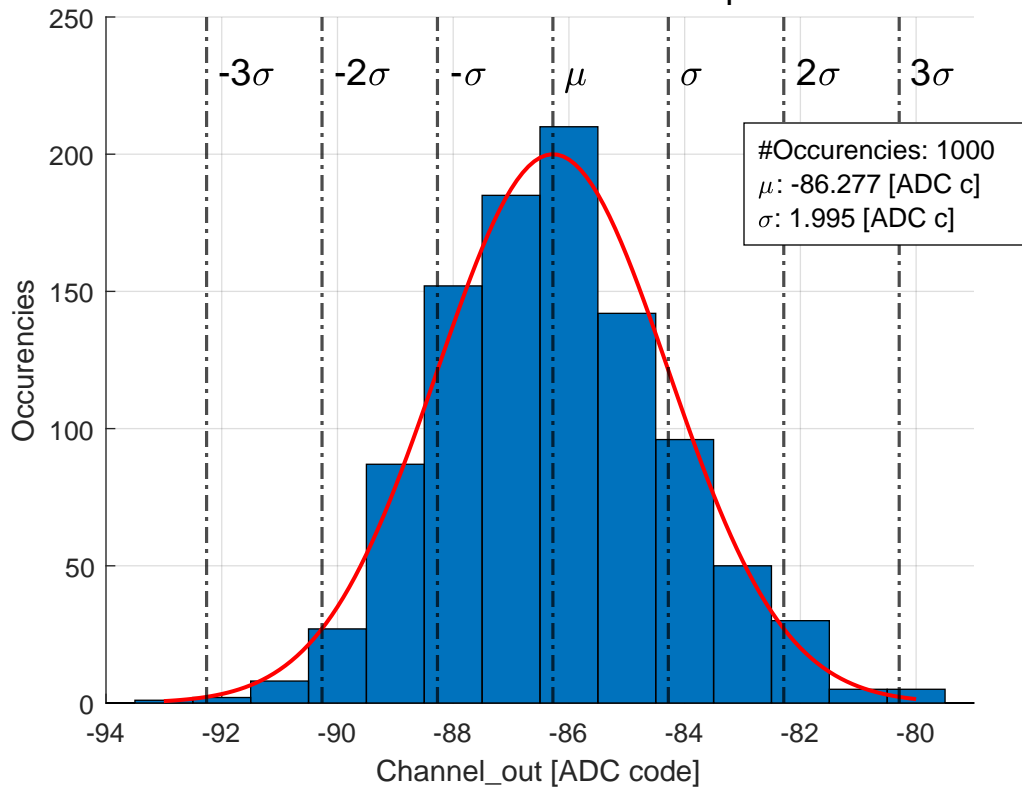 250
200
150
100
50
0
-94
-92
-90
-88
-86
-84
-82
-80
Occurencies
Channel_out [ADC code]
-3σ
-2σ
-σ
μ
σ
2σ
3σ
#Occurencies: 1000
μ: -86.277 [ADC c]
σ: 1.995 [ADC c]